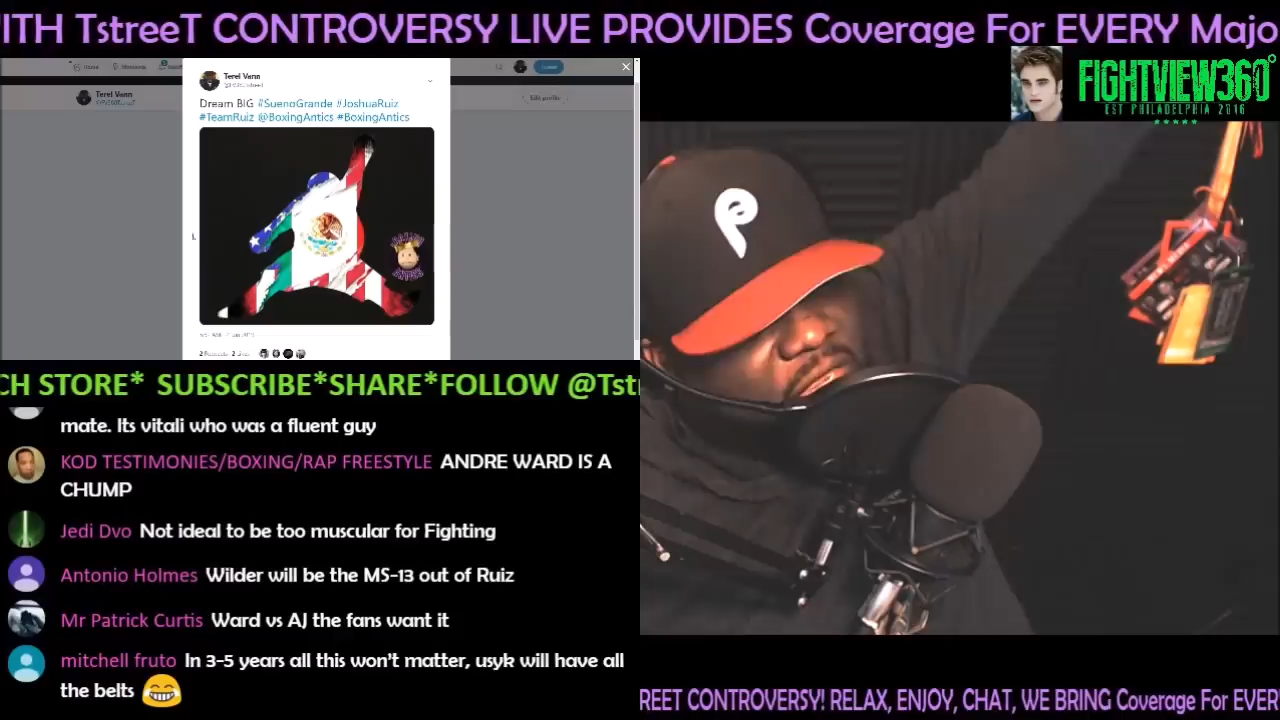 ITH TstreeT CONTROVERSY LIVE PROVIDES Coverage For EVERY Majo
FIGHTVIEW360°
EST PHILADELPHIA 2016
Home
Terel Vann
Edit profile
Terel Vann
Dream BIG #SuenoGrande #JoshuaRuiz
#TeamRuiz @BoxingAntics #BoxingAntics
P
CH STORE* SUBSCRIBE*SHARE*FOLLOW @Tst
mate. Its vitali who was a fluent guy
KOD TESTIMONIES/BOXING/RAP FREESTYLE ANDRE WARD IS A
CHUMP
Jedi Dvo Not ideal to be too muscular for Fighting
Antonio Holmes Wilder will be the MS-13 out of Ruiz
Mr Patrick Curtis Ward vs AJ the fans want it
mitchell fruto In 3-5 years all this won't matter, usyk will have all
the belts 😂
REET CONTROVERSY! RELAX, ENJOY, CHAT, WE BRING Coverage For EVER